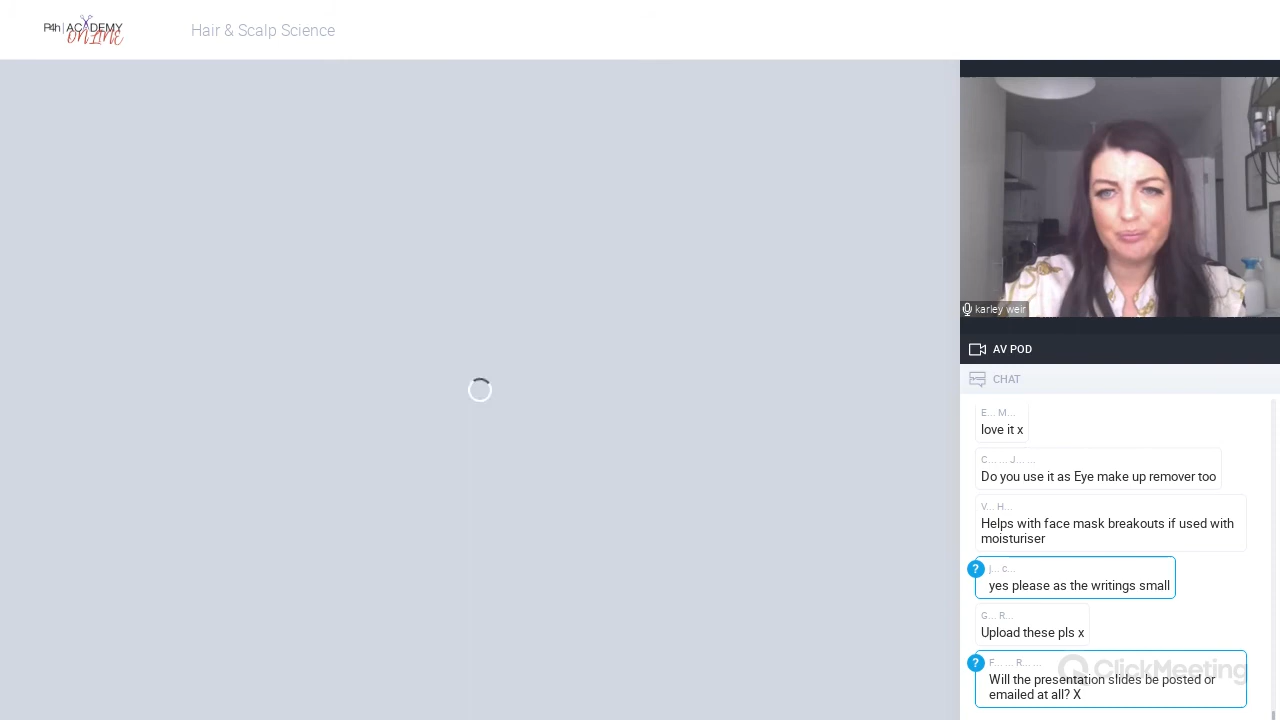 P4h | ACADEMY
ONLINE
Hair & Scalp Science
karley weir
AV POD
CHAT
E... M...
love it x
C... ... J... ...
Do you use it as Eye make up remover too
V... H...
Helps with face mask breakouts if used with
moisturiser
?
j... c...
yes please as the writings small
G... R...
Upload these pls x
?
F... ... R... ...
Will the presentation slides be posted or
emailed at all? X
ClickMeeting